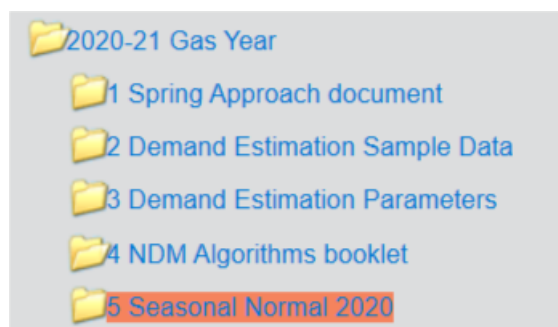 2020-21 Gas Year
1 Spring Approach document
2 Demand Estimation Sample Data
3 Demand Estimation Parameters
4 NDM Algorithms booklet
5 Seasonal Normal 2020